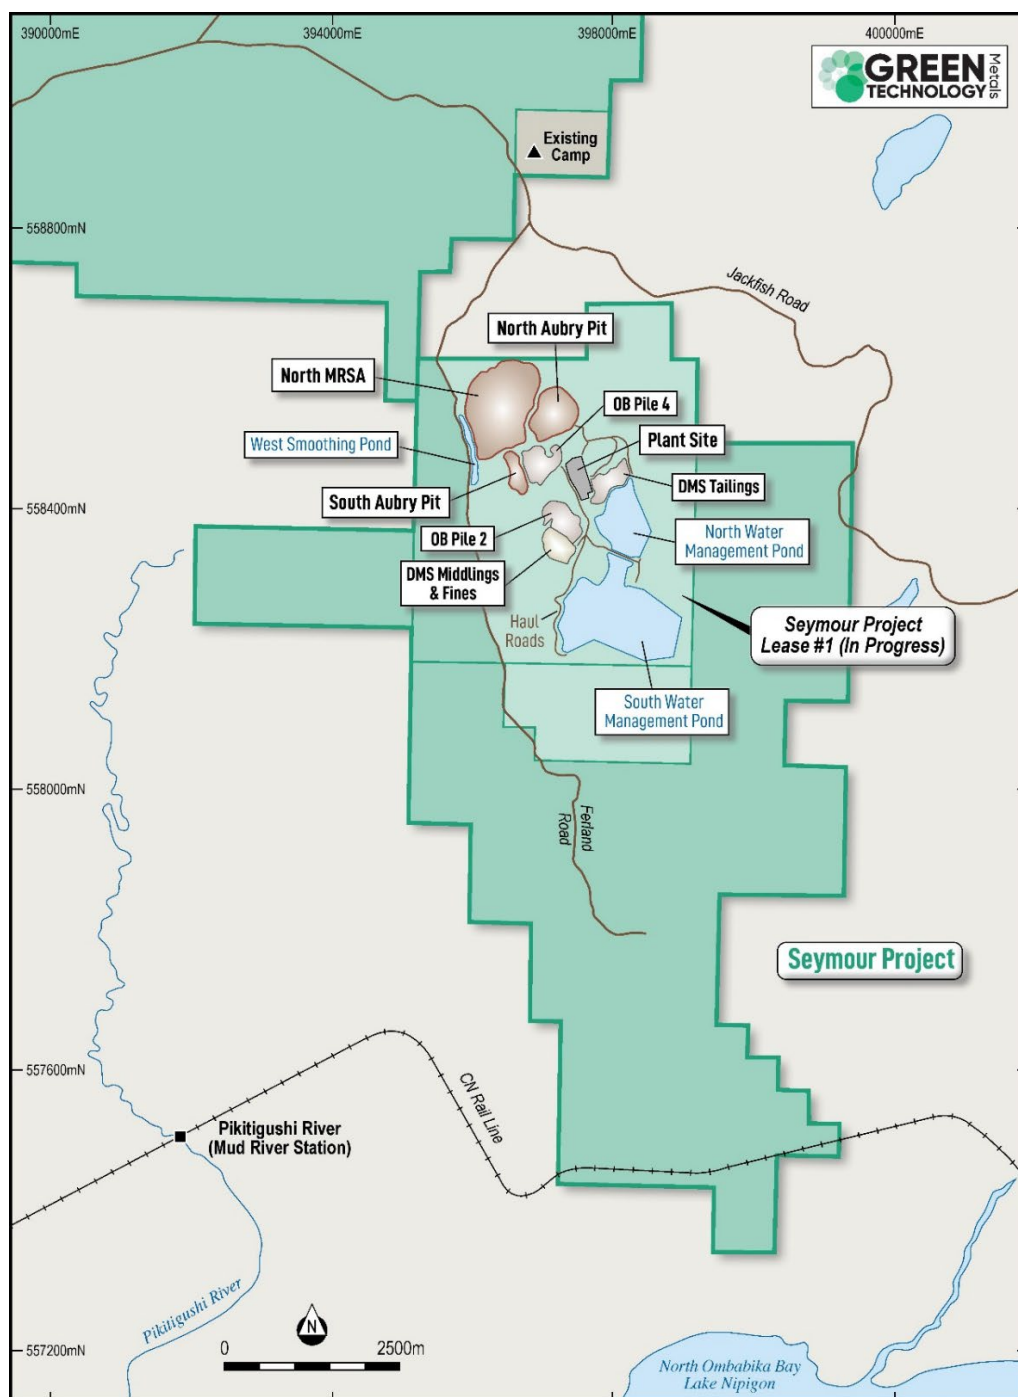 390000mE
394000mE
398000mE
400000mE
GREEN
TECHNOLOGY
Metals
Existing
Camp
558800mN
Jackfish Road
North Aubry Pit
North MRSA
OB Pile 4
West Smoothing Pond
Plant Site
South Aubry Pit
DMS Tailings
558400mN
OB Pile 2
North Water
Management Pond
DMS Middlings
& Fines
Haul
Roads
Seymour Project
Lease #1 (In Progress)
South Water
Management Pond
558000mN
Ferland
Road
Seymour Project
557600mN
CN Rail Line
Pikitigushi River
(Mud River Station)
Pikitigushi River
N
0
2500m
557200mN
North Ombabika Bay
Lake Nipigon